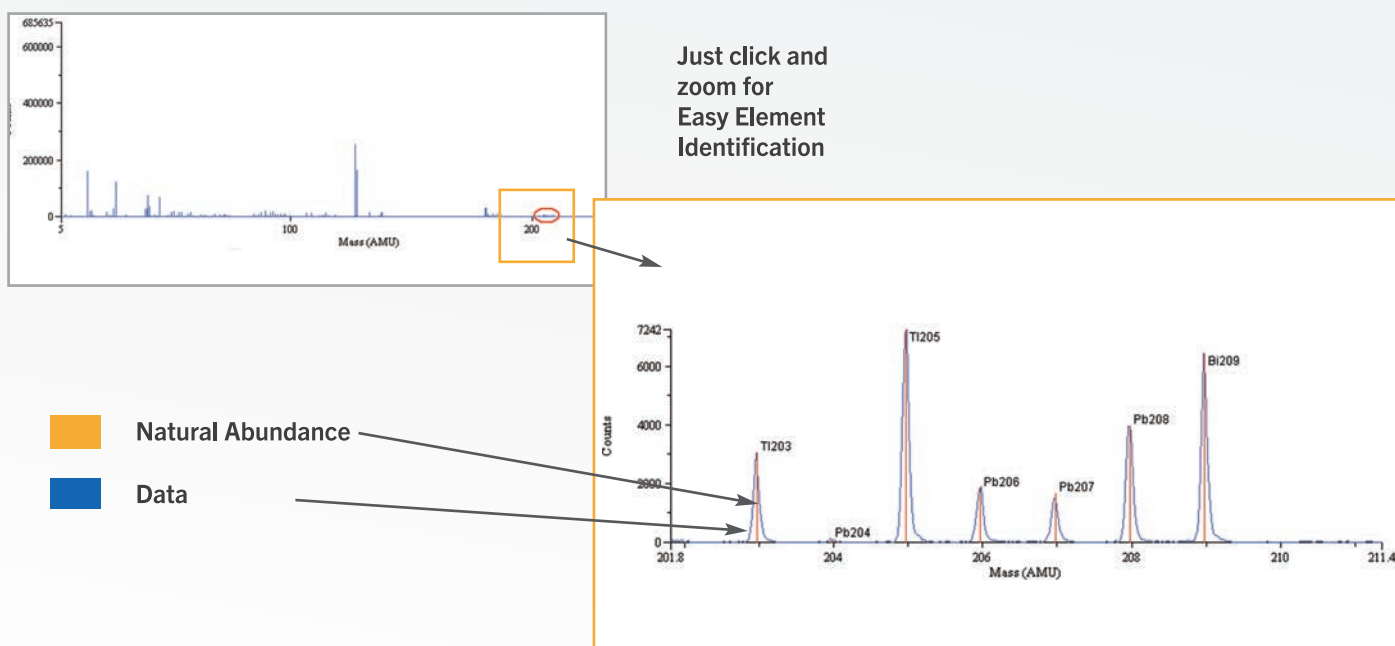 685635
600000
400000
200000
0
5
100
200
Mass (AMU)
Just click and
zoom for
Easy Element
Identification
7242
6000
4000
2000
0
Counts
Tl203
Pb204
Tl205
Pb206
Pb207
Pb208
Bi209
201.8
204
206
208
210
211.4
Mass (AMU)
Natural Abundance
Data